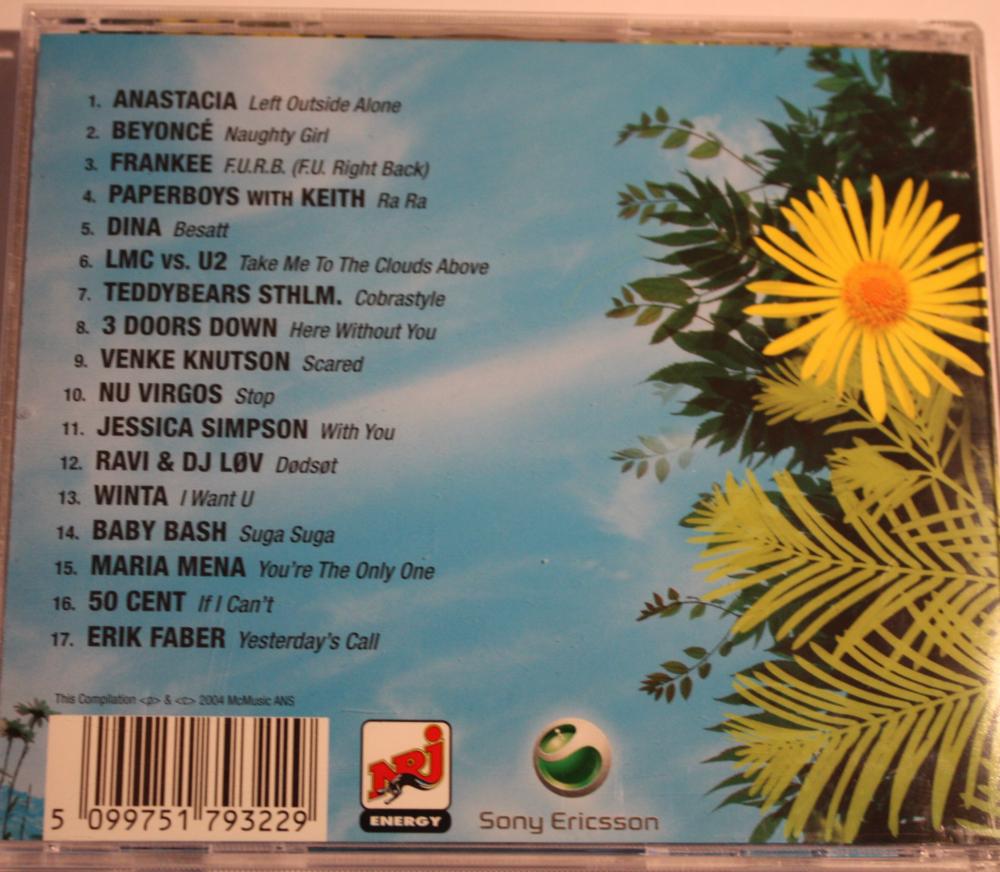 1. ANASTACIA Left Outside Alone
2. BEYONCÉ Naughty Girl
3. FRANKEE F.U.R.B. (F.U. Right Back)
4. PAPERBOYS WITH KEITH Ra Ra
5. DINA Besatt
6. LMC vs. U2 Take Me To The Clouds Above
7. TEDDYBEARS STHLM. Cobrastyle
8. 3 DOORS DOWN Here Without You
9. VENKE KNUTSON Scared
10. NU VIRGOS Stop
11. JESSICA SIMPSON With You
12. RAVI & DJ LØV Dødsøt
13. WINTA I Want U
14. BABY BASH Suga Suga
15. MARIA MENA You're The Only One
16. 50 CENT If I Can't
17. ERIK FABER Yesterday's Call
This Compilation <p> & <c> 2004 McMusic ANS
5 099751 793229
NRJ
ENERGY
Sony Ericsson